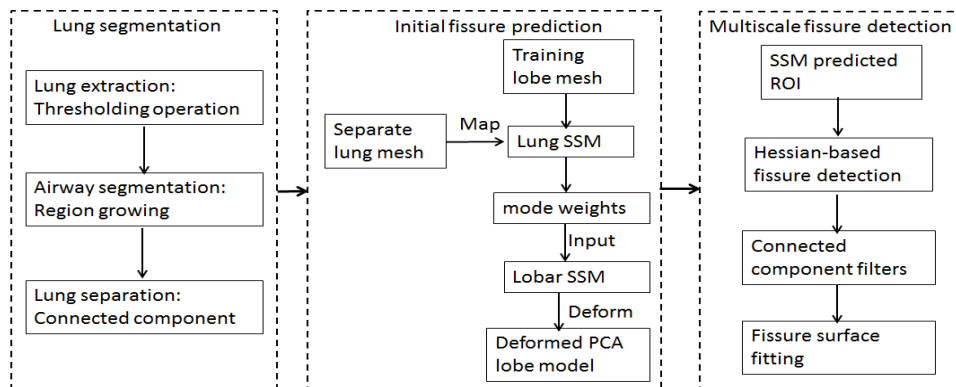 Lung segmentation
Lung extraction:
Thresholding operation
Airway segmentation:
Region growing
Lung separation:
Connected component
Initial fissure prediction
Training
lobe mesh
Separate
lung mesh
Map
Lung SSM
mode weights
Input
Lobar SSM
Deform
Deformed PCA
lobe model
Multiscale fissure detection
SSM predicted
ROI
Hessian-based
fissure detection
Connected
component filters
Fissure surface
fitting